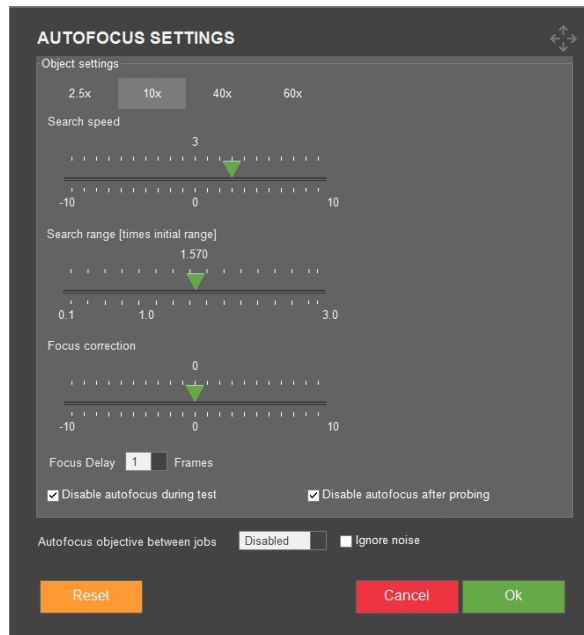 AUTOFOCUS SETTINGS
Object settings
2.5x 10x 40x 60x
Search speed
3
-10 0 10
Search range [times initial range]
1.570
0.1 1.0 3.0
Focus correction
0
-10 0 10
Focus Delay 1 Frames
Disable autofocus during test Disable autofocus after probing
Autofocus objective between jobs Disabled Ignore noise
Reset Cancel Ok